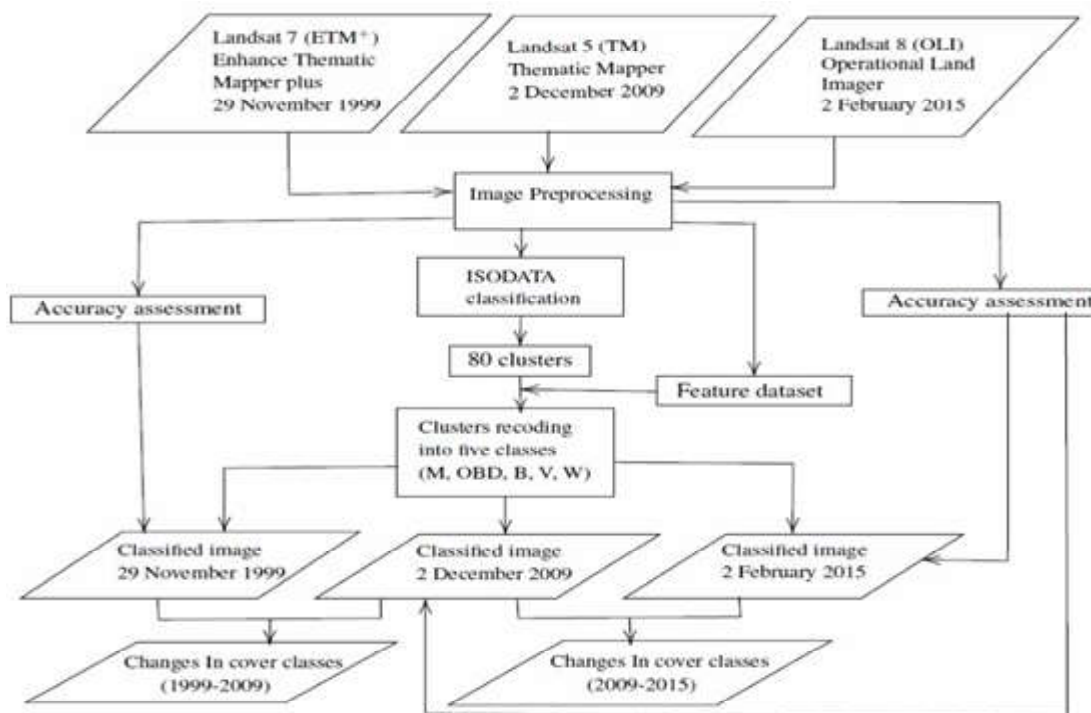 Landsat 7 (ETM+)
Enhance Thematic
Mapper plus
29 November 1999
Landsat 5 (TM)
Thematic Mapper
2 December 2009
Landsat 8 (OLI)
Operational Land
Imager
2 February 2015
Image Preprocessing
ISODATA
classification
Accuracy assessment
Accuracy assessment
80 clusters
Feature dataset
Clusters recoding
into five classes
(M, OBD, B, V, W)
Classified image
29 November 1999
Classified image
2 December 2009
Classified image
2 February 2015
Changes In cover classes
(1999-2009)
Changes In cover classes
(2009-2015)